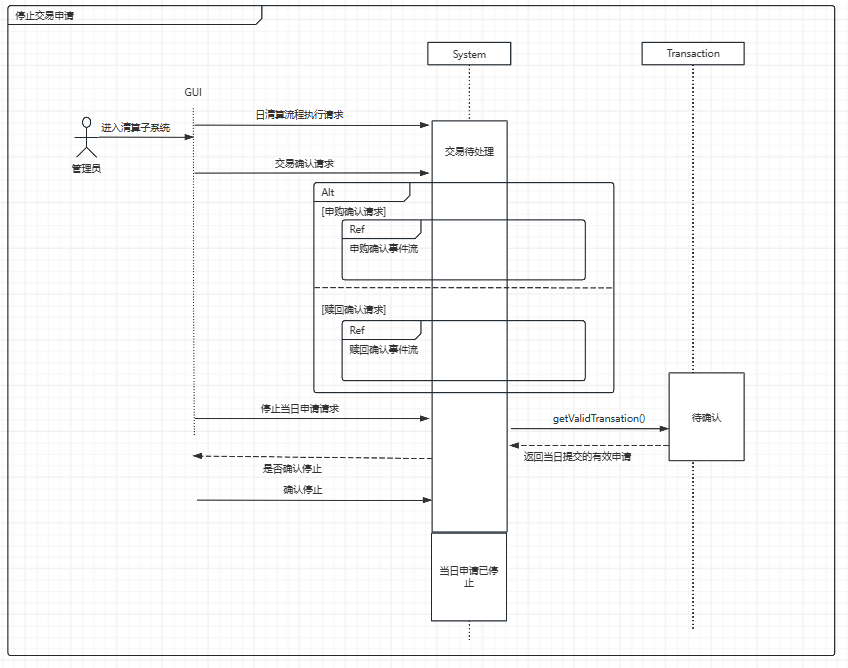 停止交易申请
System
Transaction
GUI
日清算流程执行请求
进入清算子系统
管理员
交易待处理
交易确认请求
Alt
[申购确认请求]
Ref
申购确认事件流
[赎回确认请求]
Ref
赎回确认事件流
停止当日申请请求
getValidTransation()
待确认
返回当日提交的有效申请
是否确认停止
确认停止
当日申请已停
止